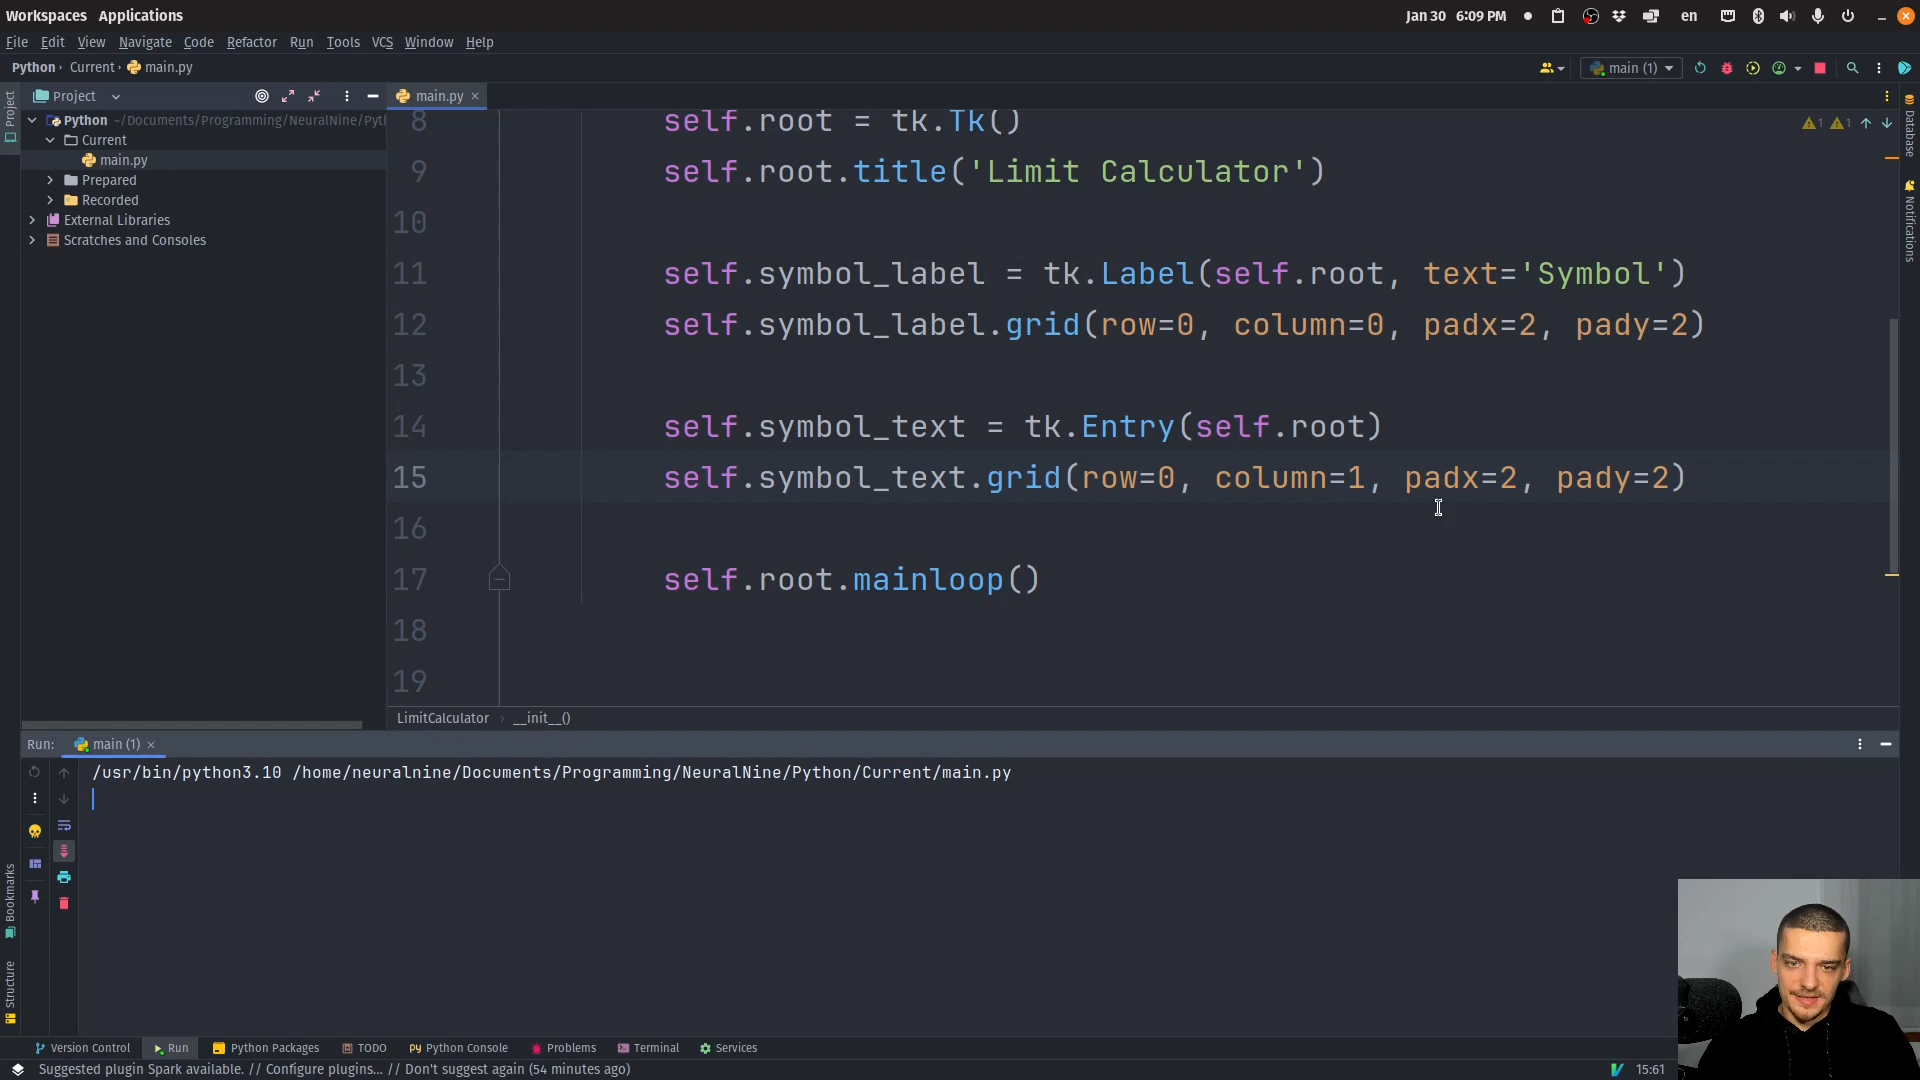 Workspaces Applications Jan 30 6:09 PM en
File Edit View Navigate Code Refactor Run Tools VCS Window Help
Python Current main.py main (1)
Project main.py
Python ~/Documents/Programming/NeuralNine/Pyt
Current
main.py
Prepared
Recorded
External Libraries
Scratches and Consoles
1 1
8 self.root = tk.Tk()
9 self.root.title('Limit Calculator')
10
11 self.symbol_label = tk.Label(self.root, text='Symbol')
12 self.symbol_label.grid(row=0, column=0, padx=2, pady=2)
13
14 self.symbol_text = tk.Entry(self.root)
15 self.symbol_text.grid(row=0, column=1, padx=2, pady=2)
16
17 self.root.mainloop()
18
19
LimitCalculator __init__()
Project
Database
Notifications
Run: main (1)
/usr/bin/python3.10 /home/neuralnine/Documents/Programming/NeuralNine/Python/Current/main.py
Bookmarks
Structure
Version Control Run Python Packages TODO Python Console Problems Terminal Services
Suggested plugin Spark available. // Configure plugins... // Don't suggest again (54 minutes ago) 15:61